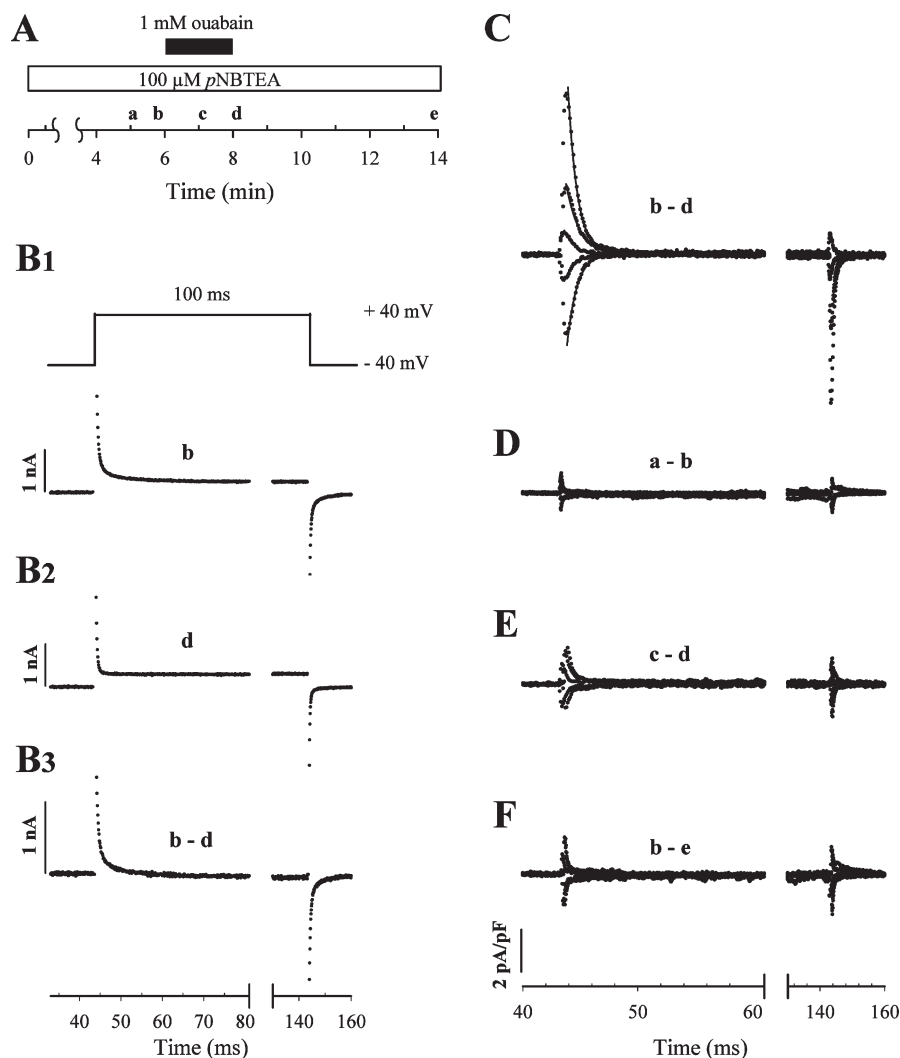 A
1 mM ouabain
100 µM pNBTEA
a b c d e
0 4 6 8 10 12 14
Time (min)
B1
100 ms
+ 40 mV
- 40 mV
b
1 nA
B2
d
1 nA
B3
b - d
1 nA
40 50 60 70 80 140 160
Time (ms)
C
b - d
D
a - b
E
c - d
F
b - e
2 pA/pF
40 50 60 140 160
Time (ms)